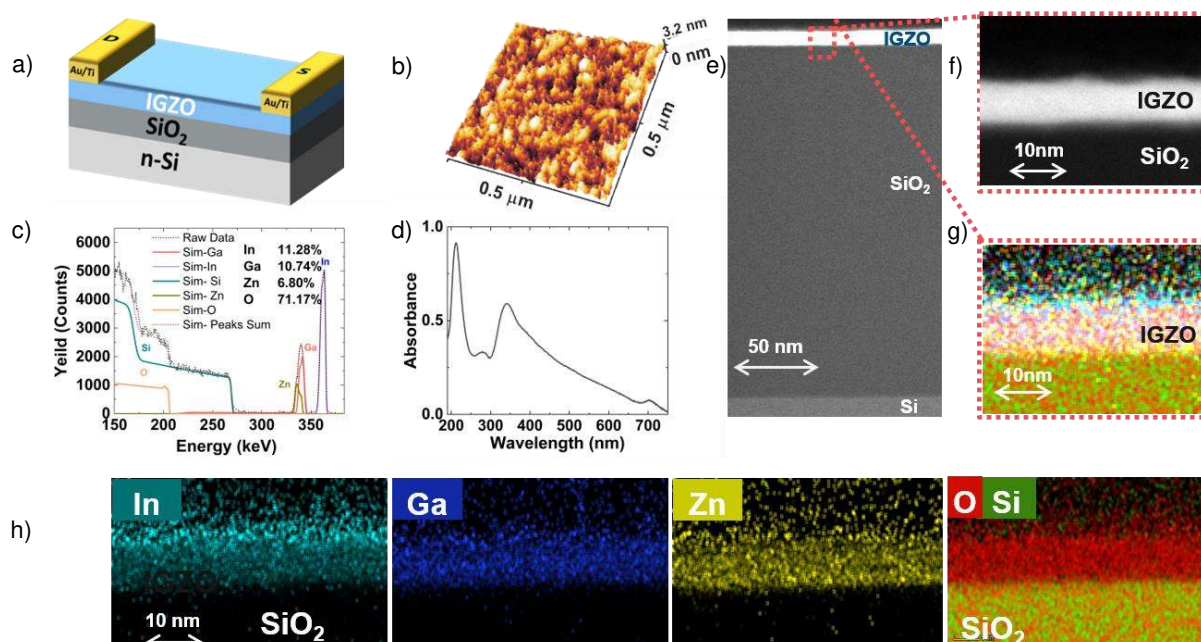 a)
D
S
Au/Ti
Au/Ti
IGZO
SiO2
n-Si
b)
3.2 nm
0 nm
0.5 μm
0.5 μm
c)
6000
5000
4000
3000
2000
1000
0
Yeild (Counts)
Raw Data
Sim-Ga
Sim-In
Sim- Si
Sim- Zn
Sim-O
Sim- Peaks Sum
In 11.28%
Ga 10.74%
Zn 6.80%
O 71.17%
In
Ga
Zn
Si
O
150 200 250 300 350
Energy (keV)
d)
1.0
0.5
0.0
Absorbance
200 300 400 500 600 700
Wavelength (nm)
e)
IGZO
SiO2
50 nm
Si
f)
IGZO
10nm
SiO2
g)
IGZO
10nm
h)
In
IGZO
10 nm
SiO2
Ga
Zn
O Si
SiO2